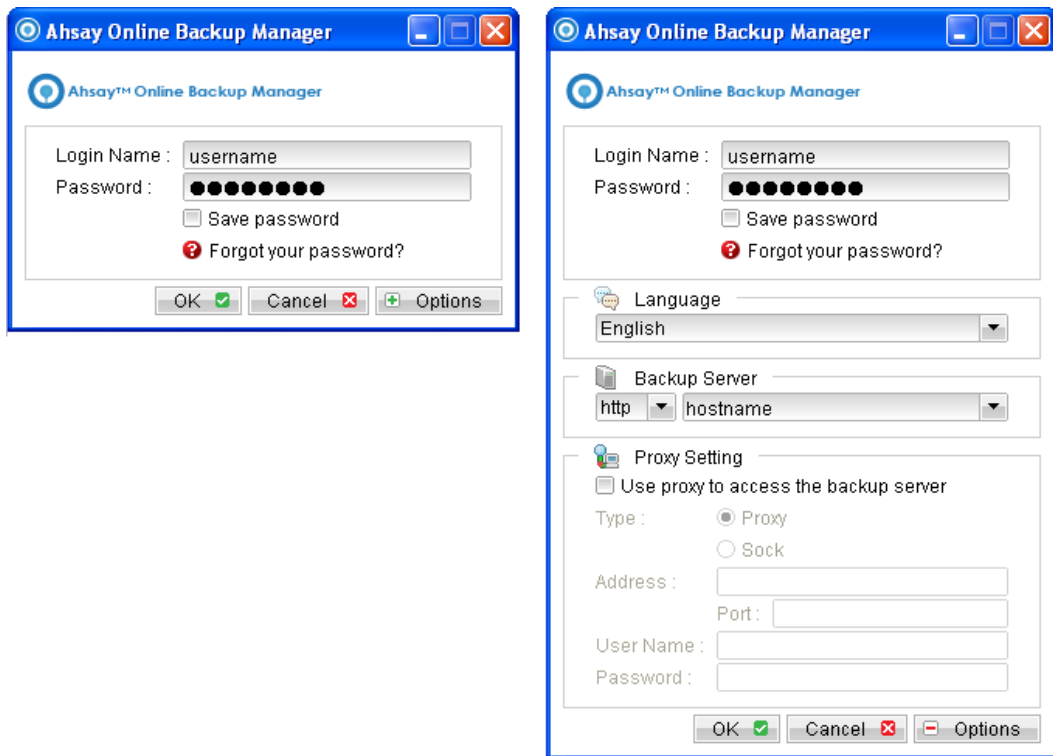 Ahsay Online Backup Manager
Ahsay™ Online Backup Manager
Login Name : username
Password : ●●●●●●●●
Save password
Forgot your password?
OK Cancel Options
Ahsay Online Backup Manager
Ahsay™ Online Backup Manager
Login Name : username
Password : ●●●●●●●●
Save password
Forgot your password?
Language
English
Backup Server
http hostname
Proxy Setting
Use proxy to access the backup server
Type : Proxy
Sock
Address :
Port :
User Name :
Password :
OK Cancel Options